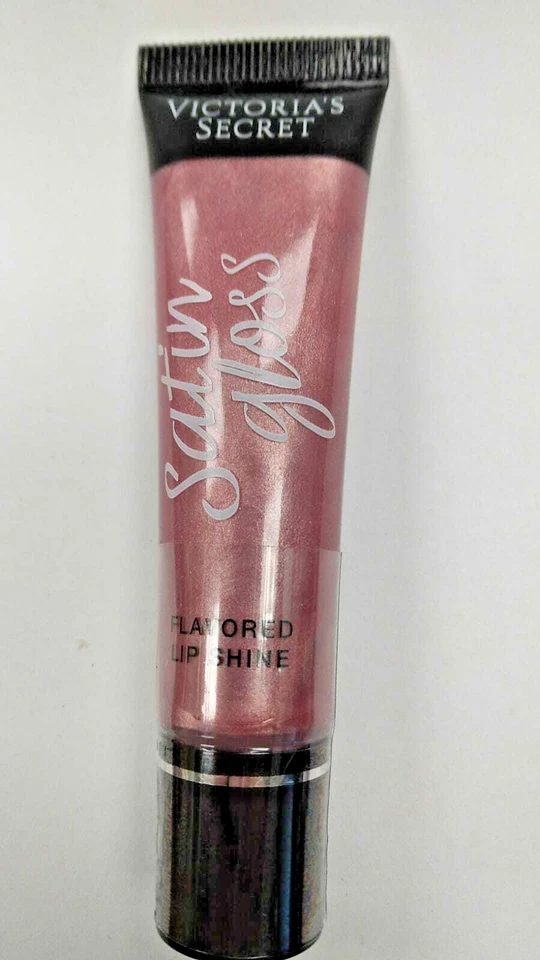 VICTORIA'S
SECRET
Satin
gloss
FLAVORED
LIP SHINE